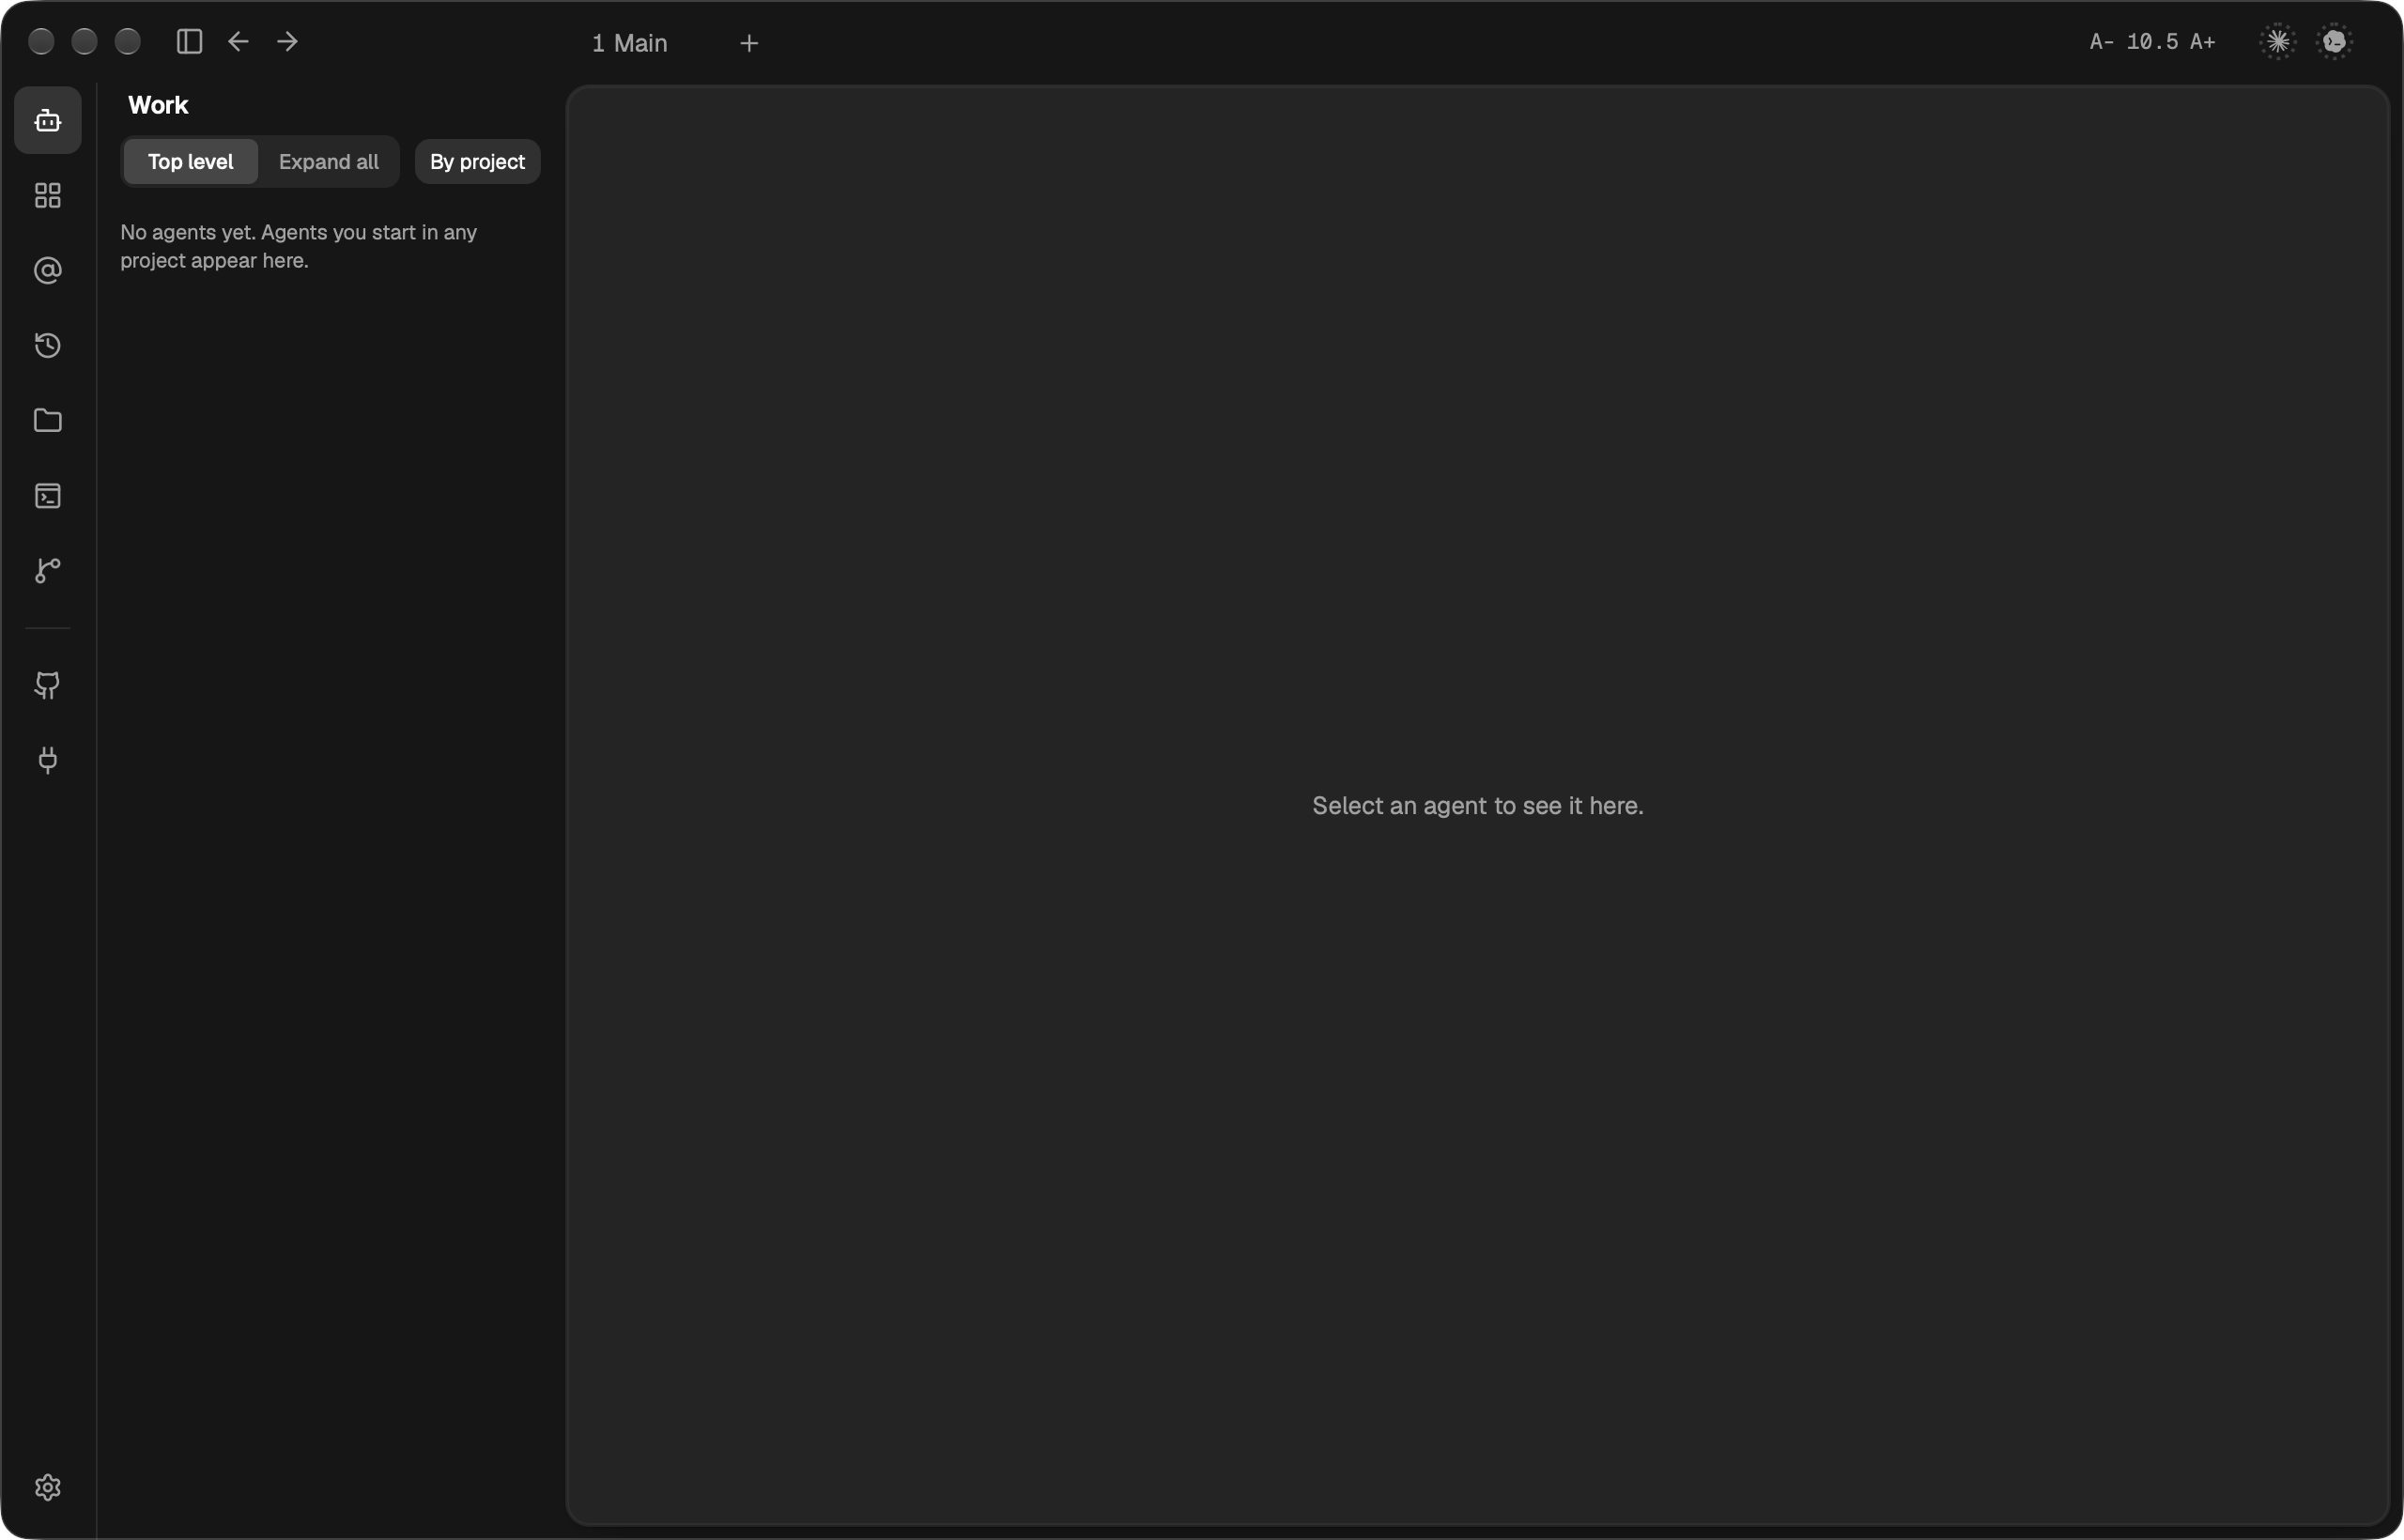 1 Main
A- 10.5 A+
Work
Top level
Expand all
By project
No agents yet. Agents you start in any
project appear here.
Select an agent to see it here.